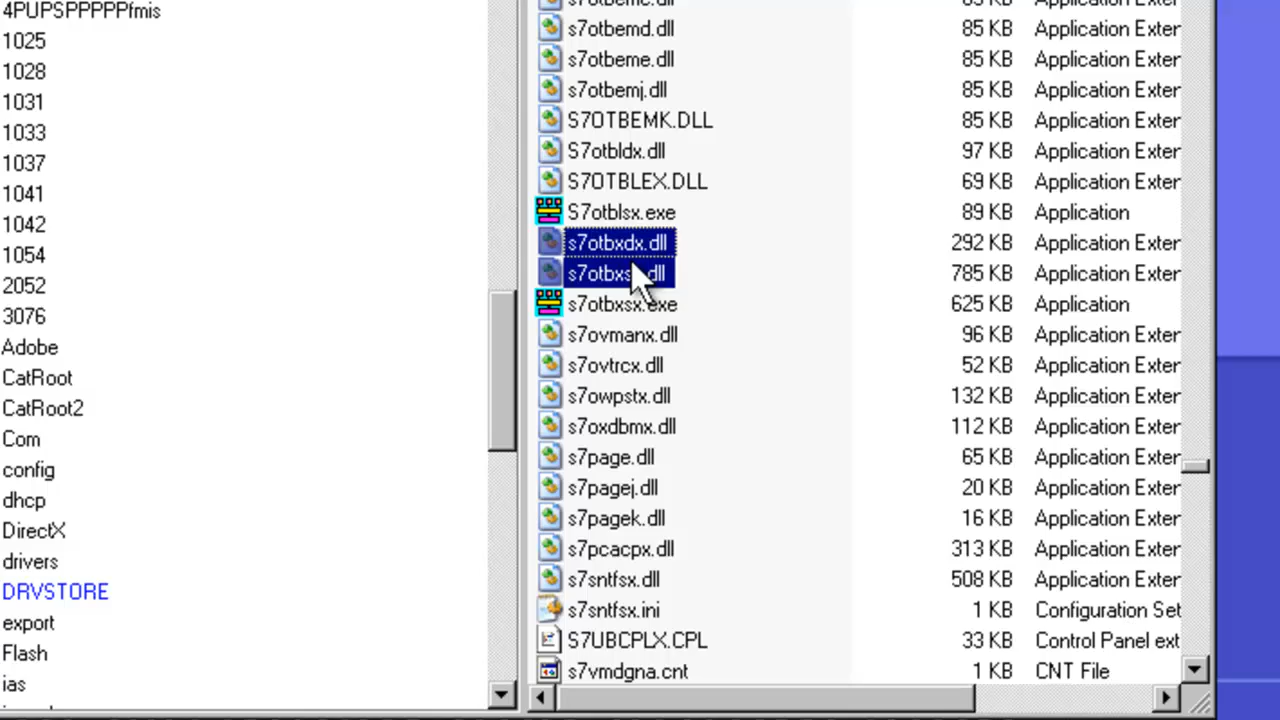 4PUPSPPPPPfmis
1025
1028
1031
1033
1037
1041
1042
1054
2052
3076
Adobe
CatRoot
CatRoot2
Com
config
dhcp
DirectX
drivers
DRVSTORE
export
Flash
ias
s7otbemd.dll 85 KB Application Exter
s7otbeme.dll 85 KB Application Exter
s7otbemj.dll 85 KB Application Exter
S7OTBEMK.DLL 85 KB Application Exter
S7otbldx.dll 97 KB Application Exter
S7OTBLEX.DLL 69 KB Application Exter
S7otblsx.exe 89 KB Application
s7otbxdx.dll 292 KB Application Exter
785 KB Application Exter
s7otbxsx.exe 625 KB Application
s7ovmanx.dll 96 KB Application Exter
s7ovtrcx.dll 52 KB Application Exter
s7owpstx.dll 132 KB Application Exter
s7oxdbmx.dll 112 KB Application Exter
s7page.dll 65 KB Application Exter
s7pagej.dll 20 KB Application Exter
s7pagek.dll 16 KB Application Exter
s7pcacpx.dll 313 KB Application Exter
s7sntfsx.dll 508 KB Application Exter
s7sntfsx.ini 1 KB Configuration Set
S7UBCPLX.CPL 33 KB Control Panel ext
s7vmdgna.cnt 1 KB CNT File